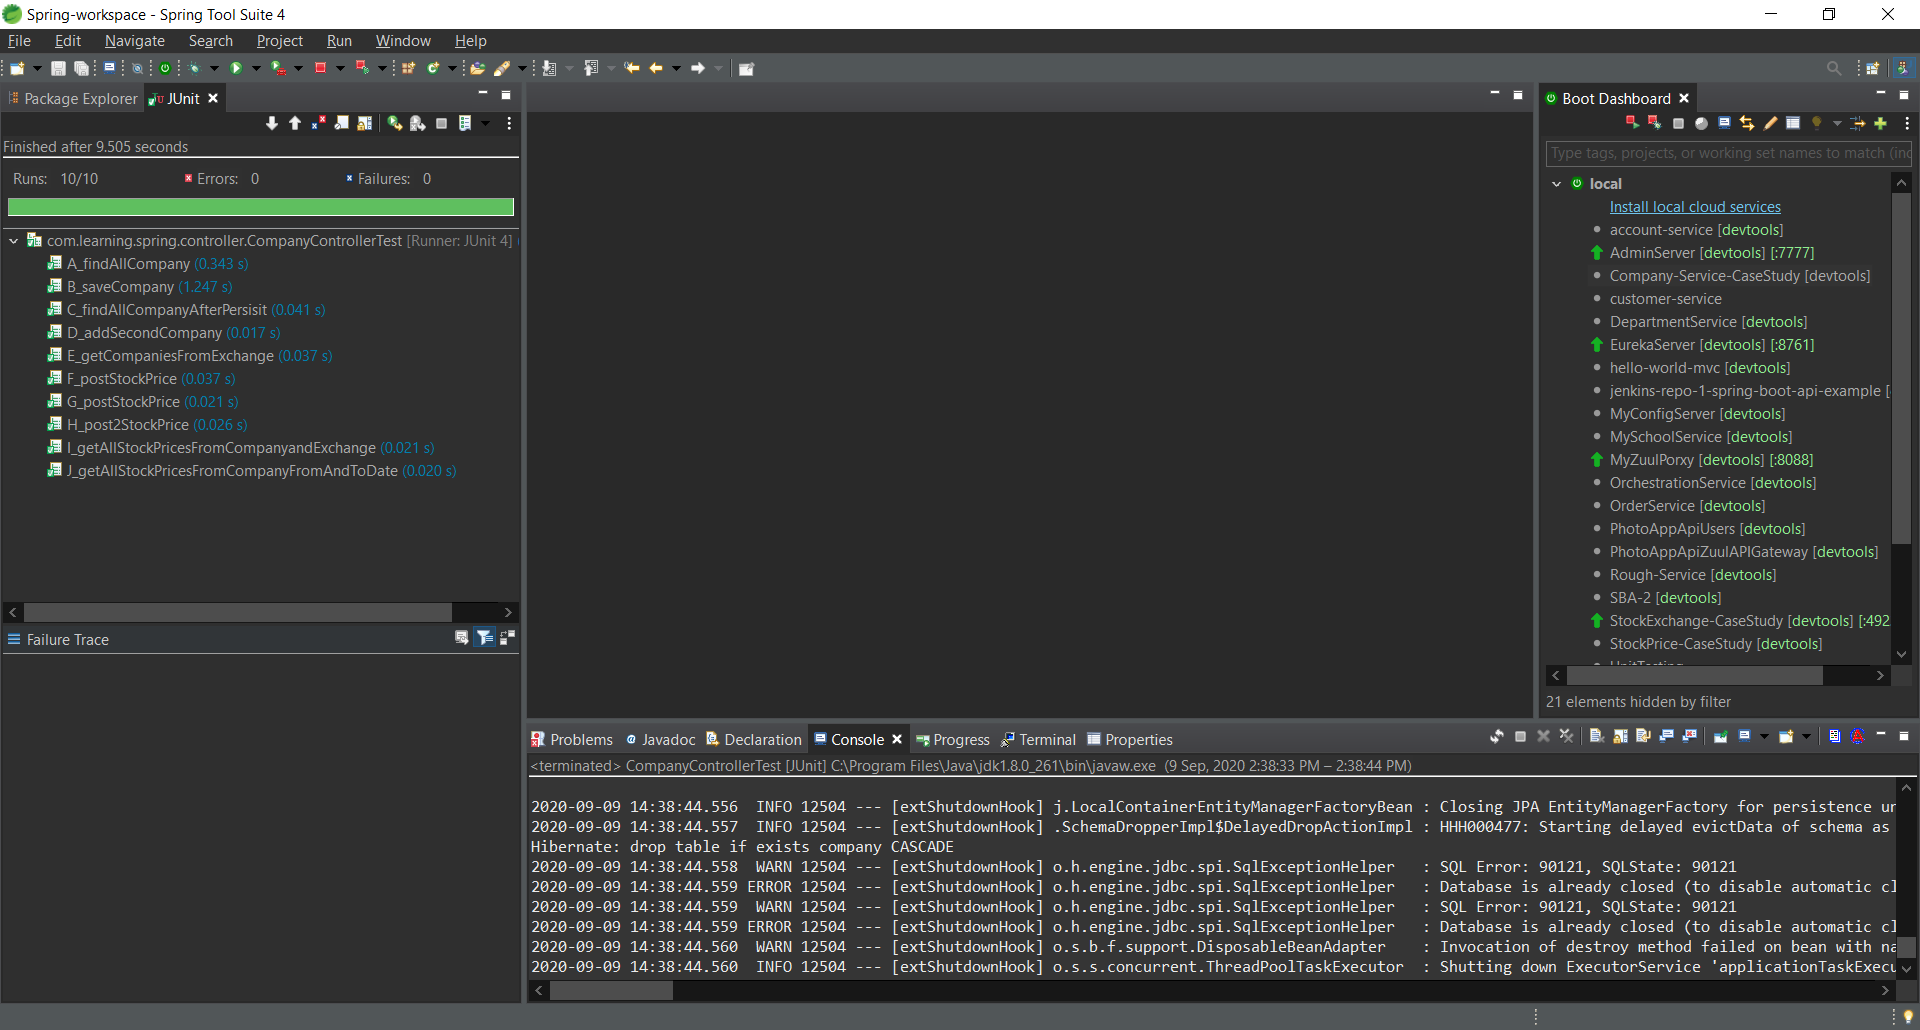 Spring-workspace - Spring Tool Suite 4
File Edit Navigate Search Project Run Window Help
Package Explorer
JUnit
Finished after 9.505 seconds
Runs: 10/10 Errors: 0 Failures: 0
com.learning.spring.controller.CompanyControllerTest [Runner: JUnit 4]
A_findAllCompany (0.343 s)
B_saveCompany (1.247 s)
C_findAllCompanyAfterPersisit (0.041 s)
D_addSecondCompany (0.017 s)
E_getCompaniesFromExchange (0.037 s)
F_postStockPrice (0.037 s)
G_postStockPrice (0.021 s)
H_post2StockPrice (0.026 s)
I_getAllStockPricesFromCompanyandExchange (0.021 s)
J_getAllStockPricesFromCompanyFromAndToDate (0.020 s)
Failure Trace
Boot Dashboard
Type tags, projects, or working set names to match (inc
local
Install local cloud services
account-service [devtools]
AdminServer [devtools] [:7777]
Company-Service-CaseStudy [devtools]
customer-service
DepartmentService [devtools]
EurekaServer [devtools] [:8761]
hello-world-mvc [devtools]
jenkins-repo-1-spring-boot-api-example [
MyConfigServer [devtools]
MySchoolService [devtools]
MyZuulPorxy [devtools] [:8088]
OrchestrationService [devtools]
OrderService [devtools]
PhotoAppApiUsers [devtools]
PhotoAppApiZuulAPIGateway [devtools]
Rough-Service [devtools]
SBA-2 [devtools]
StockExchange-CaseStudy [devtools] [:492
StockPrice-CaseStudy [devtools]
21 elements hidden by filter
Problems Javadoc Declaration Console Progress Terminal Properties
<terminated> CompanyControllerTest [JUnit] C:\Program Files\Java\jdk1.8.0_261\bin\javaw.exe (9 Sep, 2020 2:38:33 PM – 2:38:44 PM)
2020-09-09 14:38:44.556  INFO 12504 --- [extShutdownHook] j.LocalContainerEntityManagerFactoryBean : Closing JPA EntityManagerFactory for persistence un
2020-09-09 14:38:44.557  INFO 12504 --- [extShutdownHook] .SchemaDropperImpl$DelayedDropActionImpl : HHH000477: Starting delayed evictData of schema as
Hibernate: drop table if exists company CASCADE
2020-09-09 14:38:44.558  WARN 12504 --- [extShutdownHook] o.h.engine.jdbc.spi.SqlExceptionHelper   : SQL Error: 90121, SQLState: 90121
2020-09-09 14:38:44.559 ERROR 12504 --- [extShutdownHook] o.h.engine.jdbc.spi.SqlExceptionHelper   : Database is already closed (to disable automatic cl
2020-09-09 14:38:44.559  WARN 12504 --- [extShutdownHook] o.h.engine.jdbc.spi.SqlExceptionHelper   : SQL Error: 90121, SQLState: 90121
2020-09-09 14:38:44.559 ERROR 12504 --- [extShutdownHook] o.h.engine.jdbc.spi.SqlExceptionHelper   : Database is already closed (to disable automatic cl
2020-09-09 14:38:44.560  WARN 12504 --- [extShutdownHook] o.s.b.f.support.DisposableBeanAdapter    : Invocation of destroy method failed on bean with na
2020-09-09 14:38:44.560  INFO 12504 --- [extShutdownHook] o.s.s.concurrent.ThreadPoolTaskExecutor  : Shutting down ExecutorService 'applicationTaskExecu